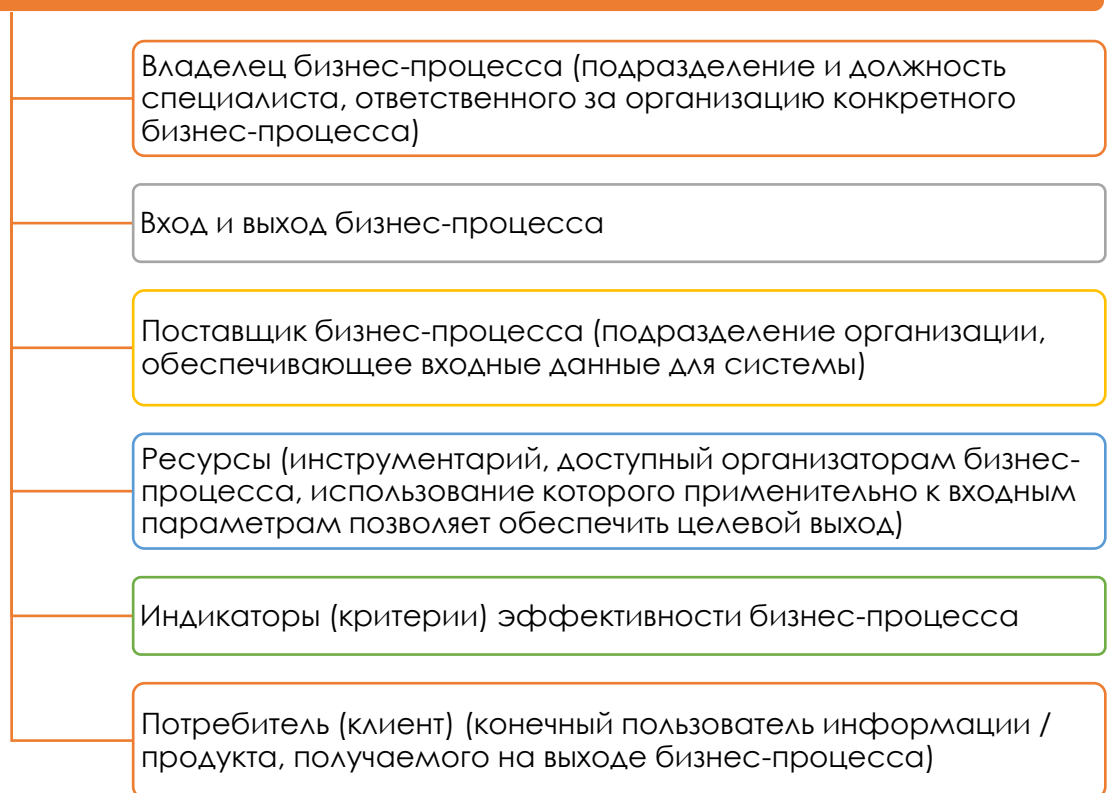 Владелец бизнес-процесса (подразделение и должность
специалиста, ответственного за организацию конкретного
бизнес-процесса)
Вход и выход бизнес-процесса
Поставщик бизнес-процесса (подразделение организации,
обеспечивающее входные данные для системы)
Ресурсы (инструментарий, доступный организаторам бизнес-
процесса, использование которого применительно к входным
параметрам позволяет обеспечить целевой выход)
Индикаторы (критерии) эффективности бизнес-процесса
Потребитель (клиент) (конечный пользователь информации /
продукта, получаемого на выходе бизнес-процесса)